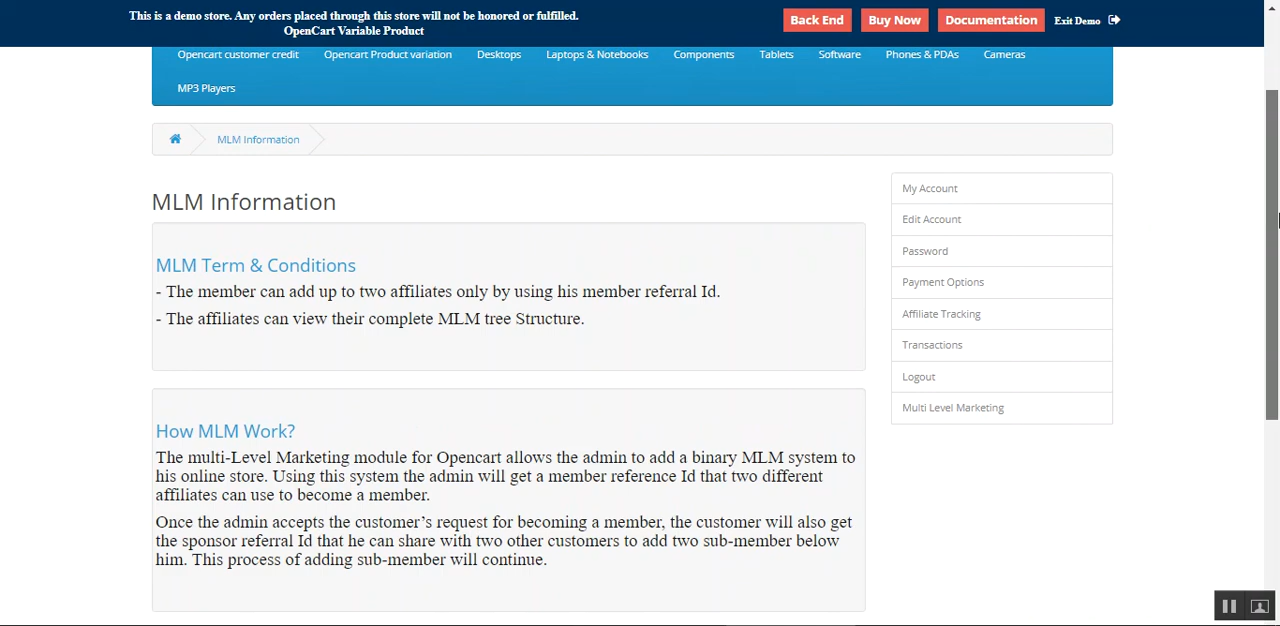 This is a demo store. Any orders placed through this store will not be honored or fulfilled.
OpenCart Variable Product
Back End
Buy Now
Documentation
Exit Demo
Opencart customer credit
Opencart Product variation
Desktops
Laptops & Notebooks
Components
Tablets
Software
Phones & PDAs
Cameras
MP3 Players
MLM Information
MLM Information
MLM Term & Conditions
- The member can add up to two affiliates only by using his member referral Id.
- The affiliates can view their complete MLM tree Structure.
How MLM Work?
The multi-Level Marketing module for Opencart allows the admin to add a binary MLM system to
his online store. Using this system the admin will get a member reference Id that two different
affiliates can use to become a member.
Once the admin accepts the customer’s request for becoming a member, the customer will also get
the sponsor referral Id that he can share with two other customers to add two sub-member below
him. This process of adding sub-member will continue.
My Account
Edit Account
Password
Payment Options
Affiliate Tracking
Transactions
Logout
Multi Level Marketing